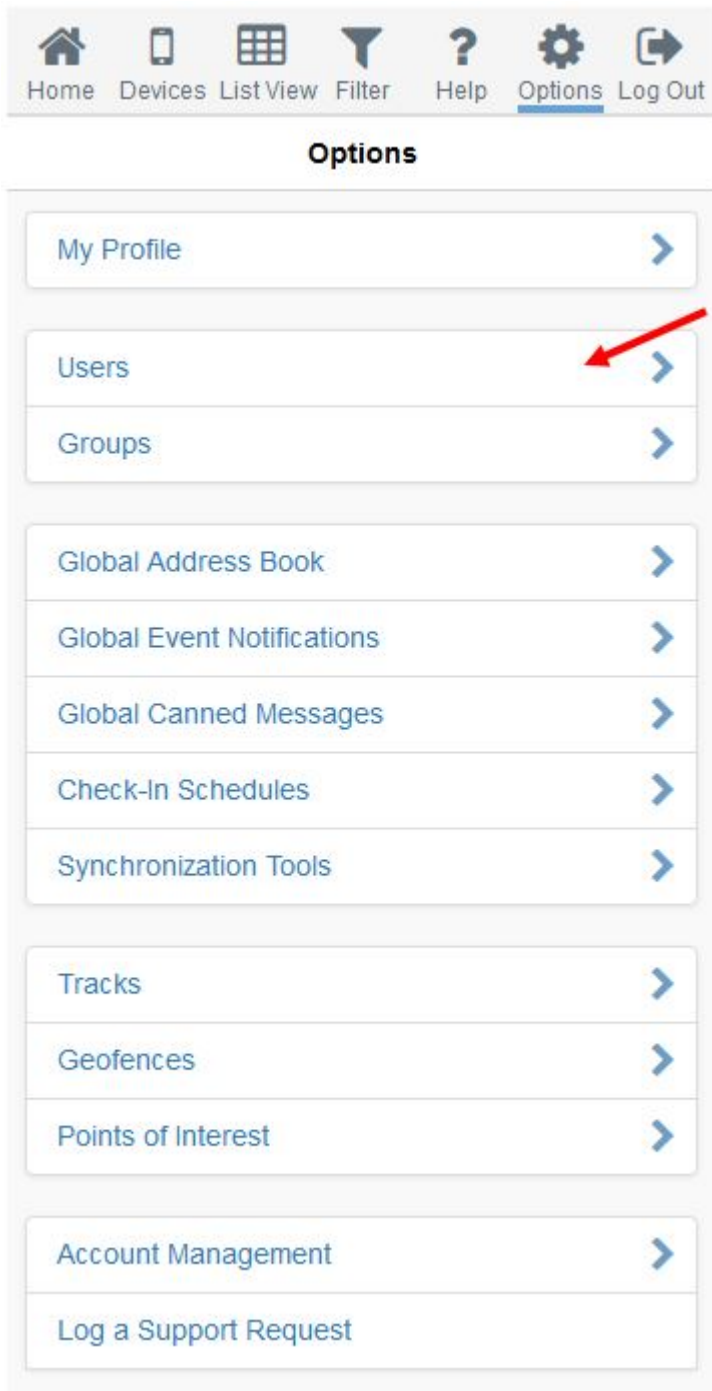 Home Devices List View Filter Help Options Log Out
Options
My Profile
Users
Groups
Global Address Book
Global Event Notifications
Global Canned Messages
Check-In Schedules
Synchronization Tools
Tracks
Geofences
Points of Interest
Account Management
Log a Support Request